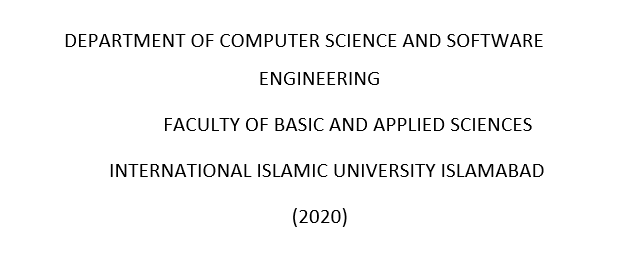 DEPARTMENT OF COMPUTER SCIENCE AND SOFTWARE
ENGINEERING
FACULTY OF BASIC AND APPLIED SCIENCES
INTERNATIONAL ISLAMIC UNIVERSITY ISLAMABAD
(2020)